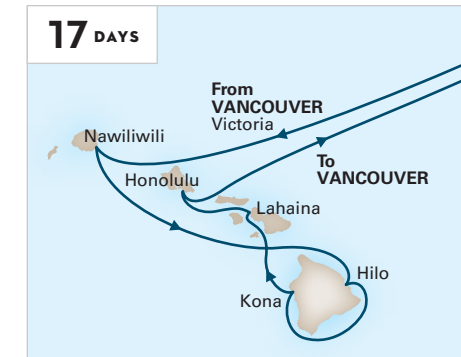 17 DAYS
From
VANCOUVER
Victoria
Nawiliwili
To
VANCOUVER
Honolulu
Lahaina
Hilo
Kona